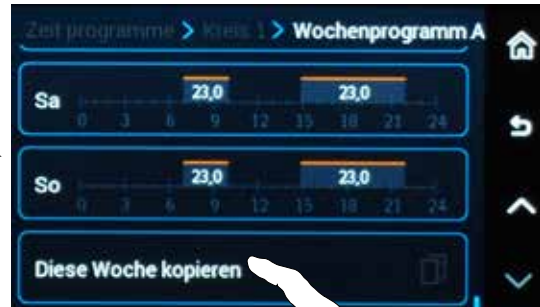 Zeit programme > Kreis 1 > Wochenprogramm A
Sa 23,0 23,0
0 3 6 9 12 15 18 21 24
So 23,0 23,0
0 3 6 9 12 15 18 21 24
Diese Woche kopieren